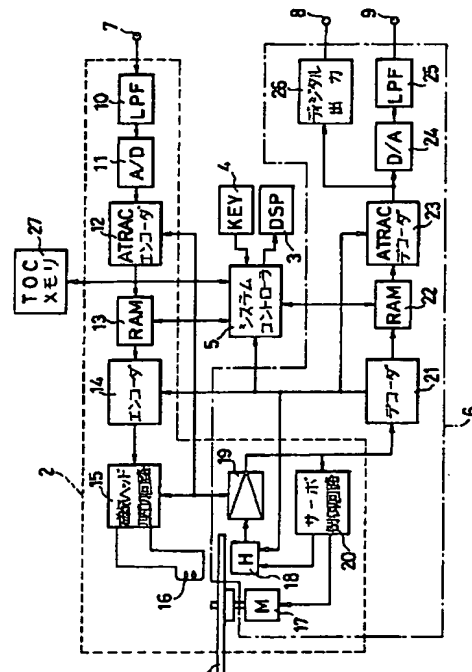 7
LPF
10
A/D
11
ATRAC
エンコーダ
12
RAM
13
エンコーダ
14
磁気ヘッド
駆動回路
15
16
2
TOC
メモリ
27
KEY
4
DSP
3
システム
コントローラ
5
8
9
ディジタル
出力
26
LPF
25
D/A
24
ATRAC
デコーダ
23
RAM
22
デコーダ
21
6
19
H
18
M
17
サーボ
制御回路
20